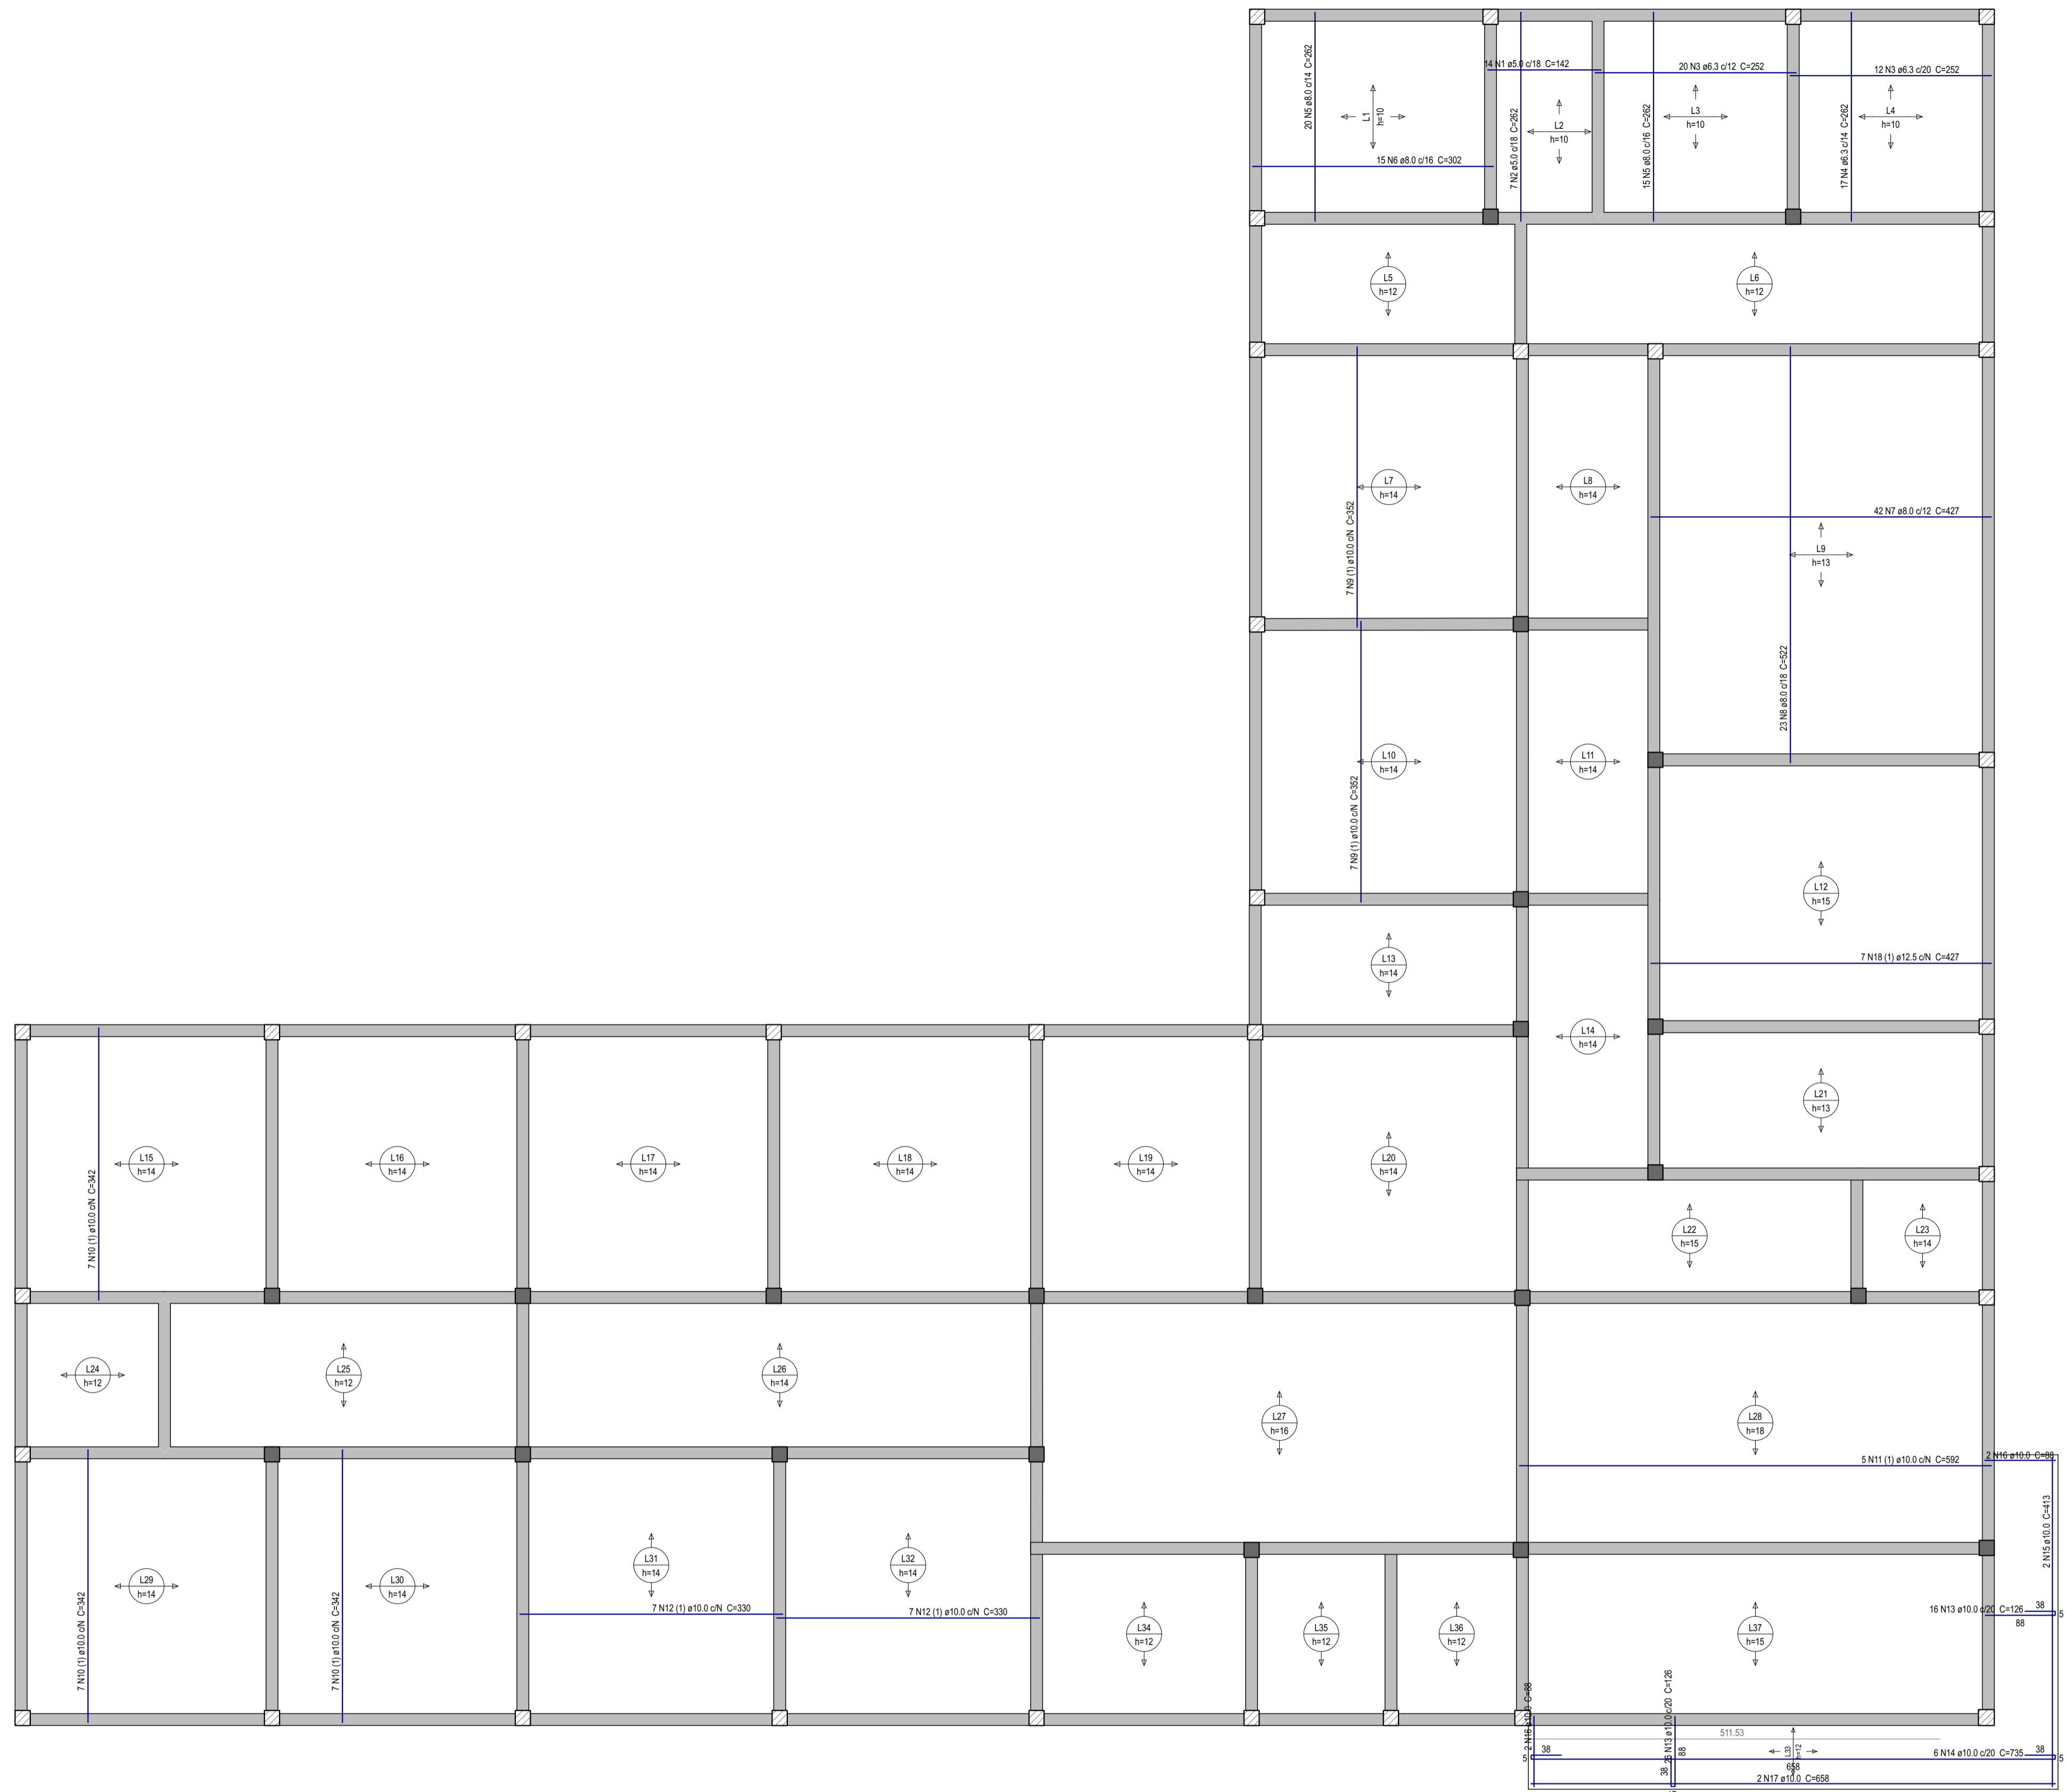 20 N5 ø8.0 c/14 C=262
14 N1 ø5.0 c/18 C=142
20 N3 ø6.3 c/12 C=252
12 N3 ø6.3 c/20 C=252
L1
h=10
7 N2 ø5.0 c/18 C=262
L2
h=10
15 N5 ø8.0 c/16 C=262
L3
h=10
17 N4 ø6.3 c/14 C=262
L4
h=10
15 N6 ø8.0 c/16 C=302
L5
h=12
L6
h=12
L7
h=14
L8
h=14
7 N9 (1) ø10.0 c/N C=352
42 N7 ø8.0 c/12 C=427
L9
h=13
23 N8 ø8.0 c/18 C=522
L10
h=14
L11
h=14
7 N9 (1) ø10.0 c/N C=352
L12
h=15
L13
h=14
7 N18 (1) ø12.5 c/N C=427
L14
h=14
L21
h=13
L15
h=14
L16
h=14
L17
h=14
L18
h=14
L19
h=14
L20
h=14
7 N10 (1) ø10.0 c/N C=342
L22
h=15
L23
h=14
L24
h=12
L25
h=12
L26
h=14
L27
h=16
L28
h=18
5 N11 (1) ø10.0 c/N C=592
2 N16 ø10.0 C=88
2 N15 ø10.0 C=413
L29
h=14
7 N10 (1) ø10.0 c/N C=342
L30
h=14
7 N10 (1) ø10.0 c/N C=342
L31
h=14
L32
h=14
7 N12 (1) ø10.0 c/N C=330
7 N12 (1) ø10.0 c/N C=330
L34
h=12
L35
h=12
L36
h=12
L37
h=15
16 N13 ø10.0 c/20 C=126
38
5
88
2 N16 ø10.0 C=88
26 N13 ø10.0 c/20 C=126
38
88
511.53
L33
h=12
5
38
6 N14 ø10.0 c/20 C=735
38
5
658
2 N17 ø10.0 C=658